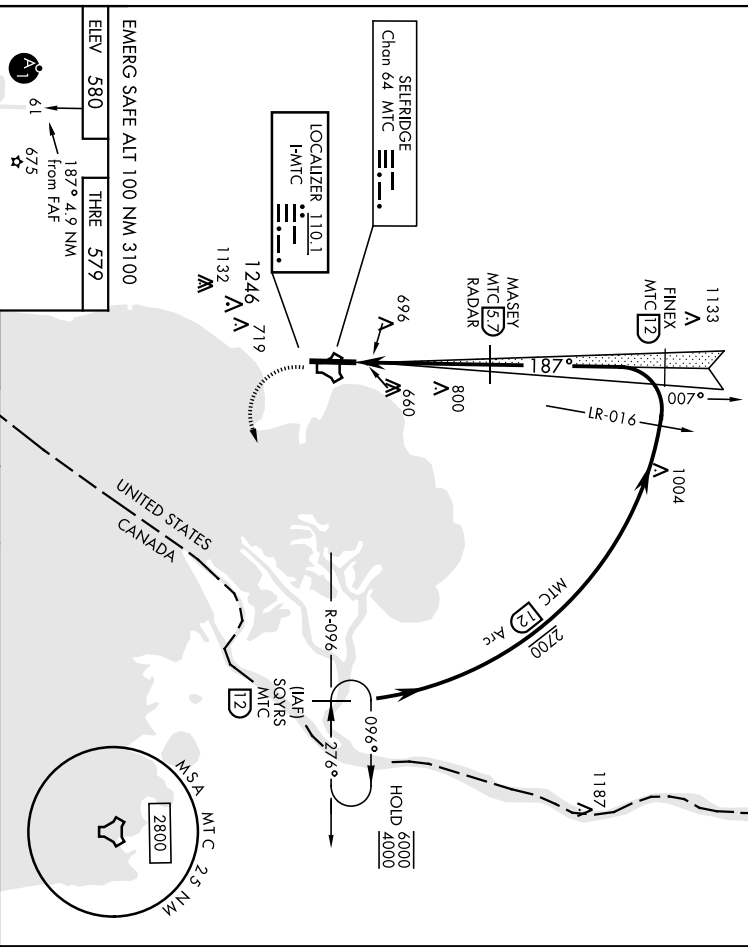 EMERG SAFE ALT 100 NM 3100
ELEV 580
THRE 579
A1
6L
187° 4.9 NM
from FAF
675
SELFRIDGE
Chan 64 MTC
LOCALIZER 110.1
I-MTC
1133
FINEX
MTC 12
MASEY
MTC 5.7
RADAR
696
1246
719
1132
660
800
187°
007°
LR-016
1004
MTC 12 Arc
2700
UNITED STATES
CANADA
R-096
(IAF)
SQYRS
MTC
12
096°
276°
HOLD 6000
4000
1187
MSA MTC 25 NM
2800